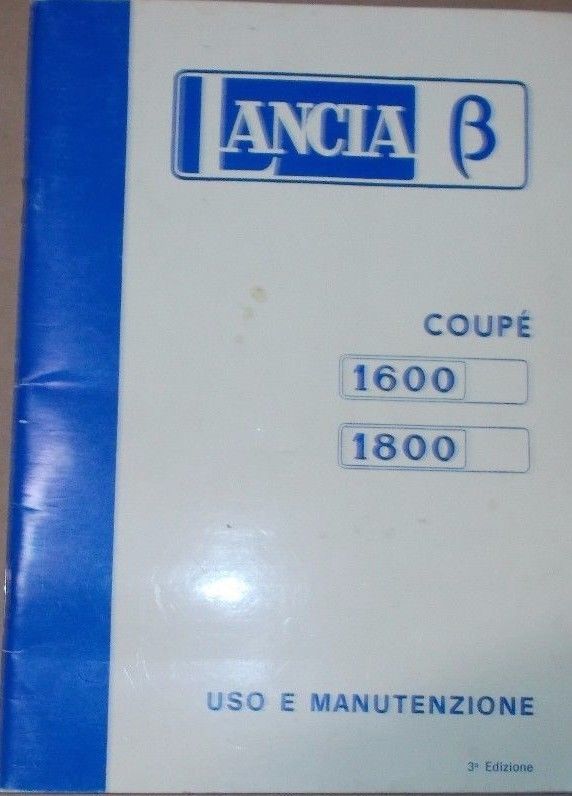 LANCIA β
COUPÉ
1600
1800
USO E MANUTENZIONE
3ª Edizione